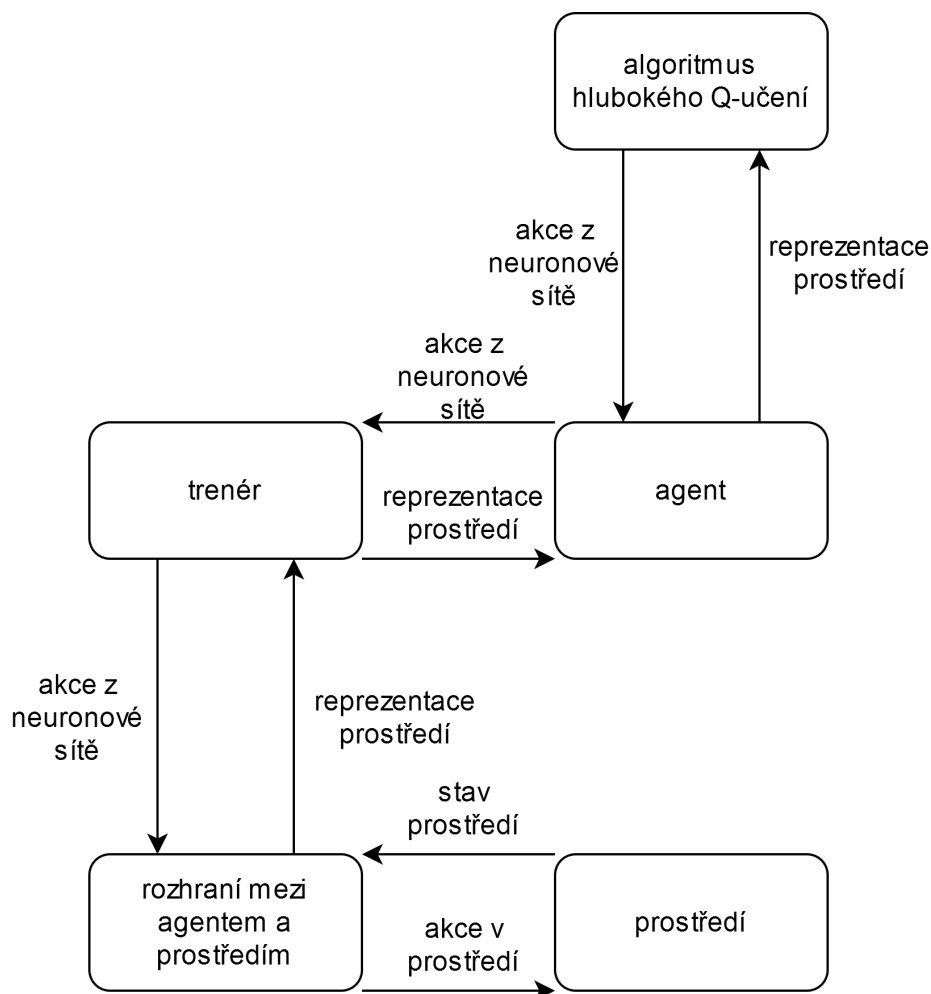 algoritmus
hlubokého Q-učení
akce z
neuronové
sítě
reprezentace
prostředí
akce z
neuronové
sítě
trenér
reprezentace
prostředí
agent
akce z
neuronové
sítě
reprezentace
prostředí
stav
prostředí
rozhraní mezi
agentem a
prostředím
akce v
prostředí
prostředí